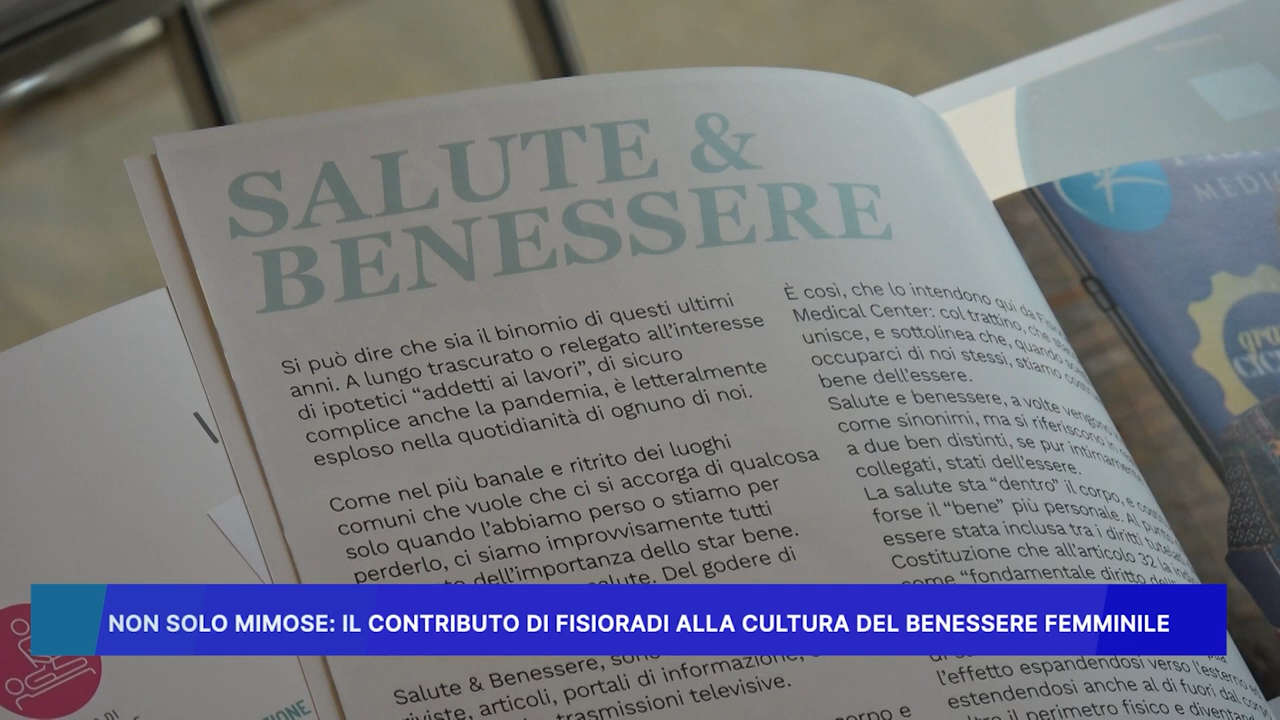 SALUTE &
BENESSERE
Si può dire che sia il binomio di questi ultimi
anni. A lungo trascurato o relegato all'interesse
di ipotetici “addetti ai lavori”, di sicuro
complice anche la pandemia, è letteralmente
esploso nella quotidianità di ognuno di noi.
Come nel più banale e ritrito dei luoghi
comuni che vuole che ci si accorga di qualcosa
solo quando l'abbiamo perso o stiamo per
perderlo, ci siamo improvvisamente tutti
dell'importanza dello star bene.
Del godere di
Salute & Benessere,
articoli, portali di informazione,
trasmissioni televisive.
corpo e
È così, che lo intendono qui da
Medical Center: col trattino, che
unisce, e sottolinea che, quando
occuparci di noi stessi, stiamo
bene dell'essere.
Salute e benessere, a volte
come sinonimi, ma si riferiscono in
a due ben distinti, se pur intimamente
collegati, stati dell'essere.
La salute sta “dentro” il corpo, e
forse il “bene” più personale. Al punto
essere stata inclusa tra i diritti
Costituzione che all'articolo 32 la
come “fondamentale diritto
l'effetto espandendosi verso
estendendosi anche al di fuori dal
il perimetro fisico e
MEDIC
NON SOLO MIMOSE: IL CONTRIBUTO DI FISIORADI ALLA CULTURA DEL BENESSERE FEMMINILE